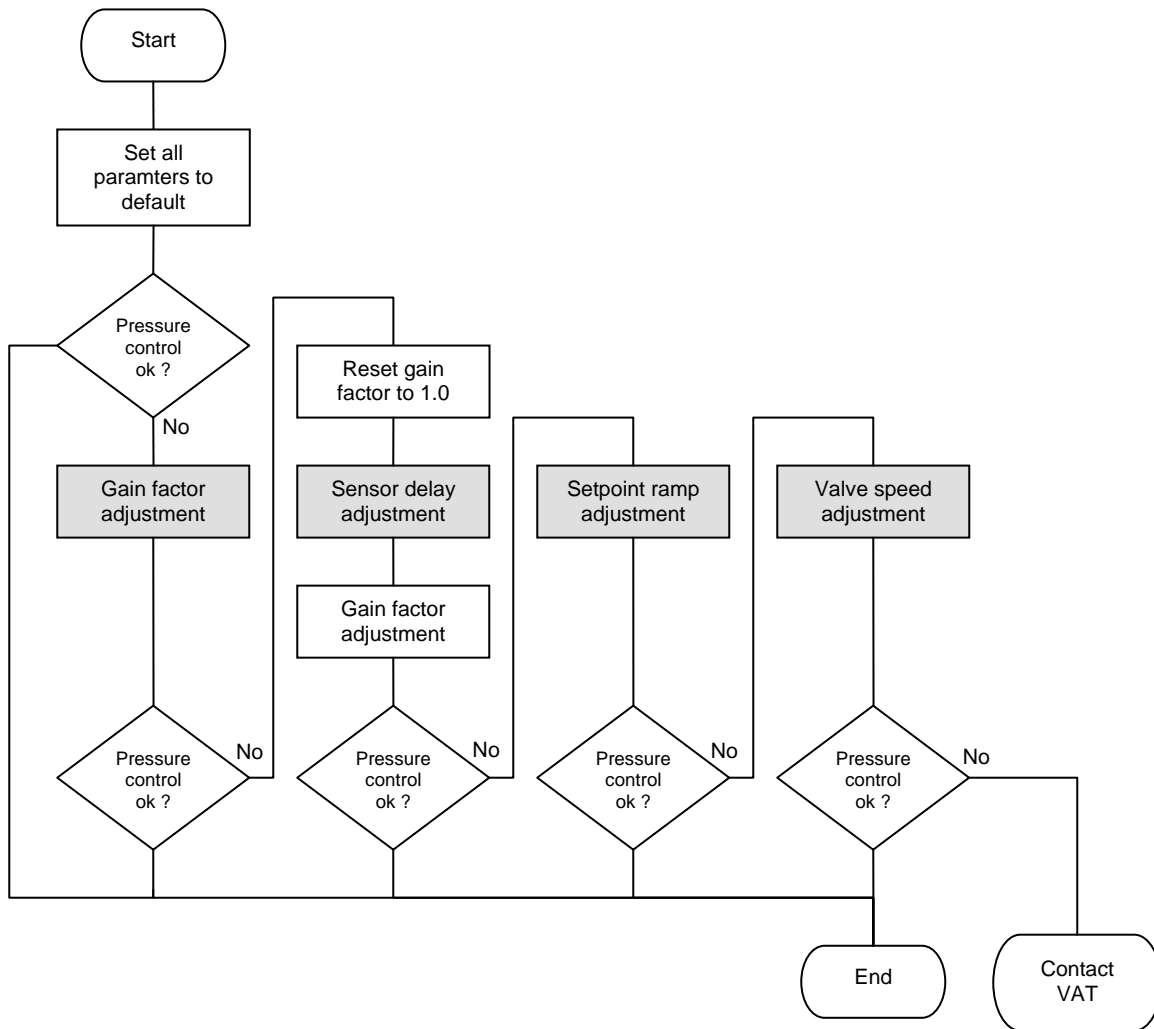 Start
Set all
paramters to
default
Pressure
control
ok ?
No
Gain factor
adjustment
Pressure
control
ok ?
No
Reset gain
factor to 1.0
Sensor delay
adjustment
Gain factor
adjustment
Pressure
control
ok ?
No
Setpoint ramp
adjustment
Pressure
control
ok ?
No
Valve speed
adjustment
Pressure
control
ok ?
No
End
Contact
VAT